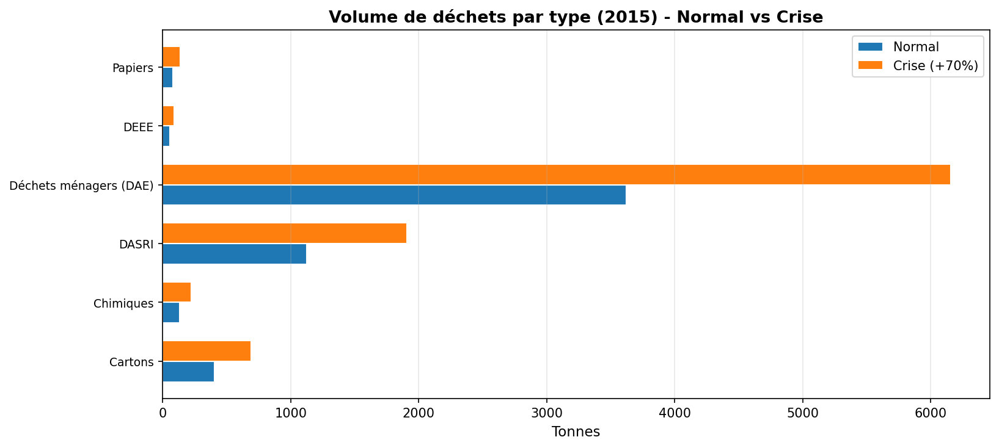 Volume de déchets par type (2015) - Normal vs Crise
Normal
Crise (+70%)
Papiers
DEEE
Déchets ménagers (DAE)
DASRI
Chimiques
Cartons
0 1000 2000 3000 4000 5000 6000
Tonnes